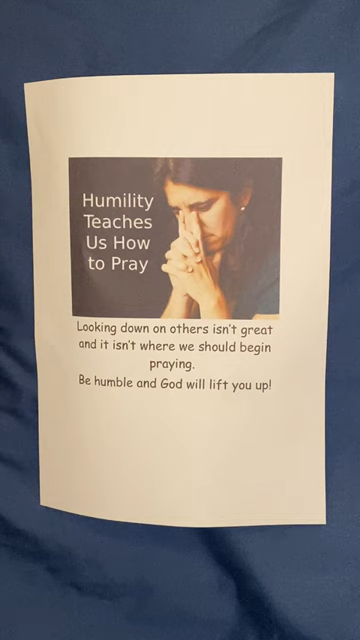 Humility
Teaches
Us How
to Pray
Looking down on others isn't great
and it isn't where we should begin
praying.
Be humble and God will lift you up!